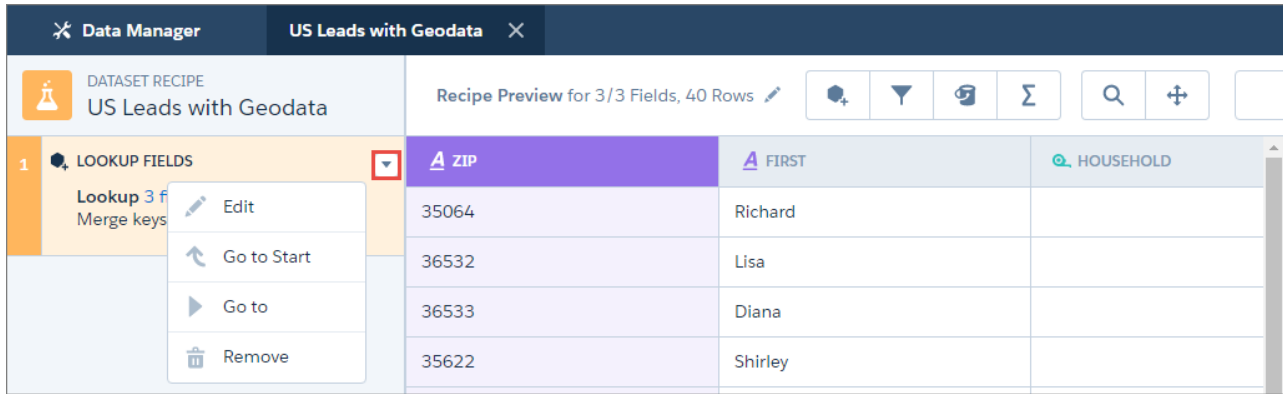 Data Manager
US Leads with Geodata
DATASET RECIPE
US Leads with Geodata
Recipe Preview for 3/3 Fields, 40 Rows
1 LOOKUP FIELDS
Lookup 3 f
Merge keys
Edit
Go to Start
Go to
Remove
A ZIP A FIRST HOUSEHOLD
35064 Richard
36532 Lisa
36533 Diana
35622 Shirley